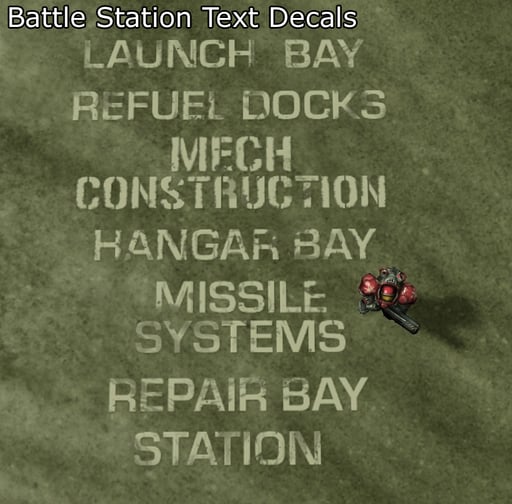 Battle Station Text Decals
LAUNCH BAY
REFUEL DOCKS
MECH
CONSTRUCTION
HANGAR BAY
MISSILE
SYSTEMS
REPAIR BAY
STATION